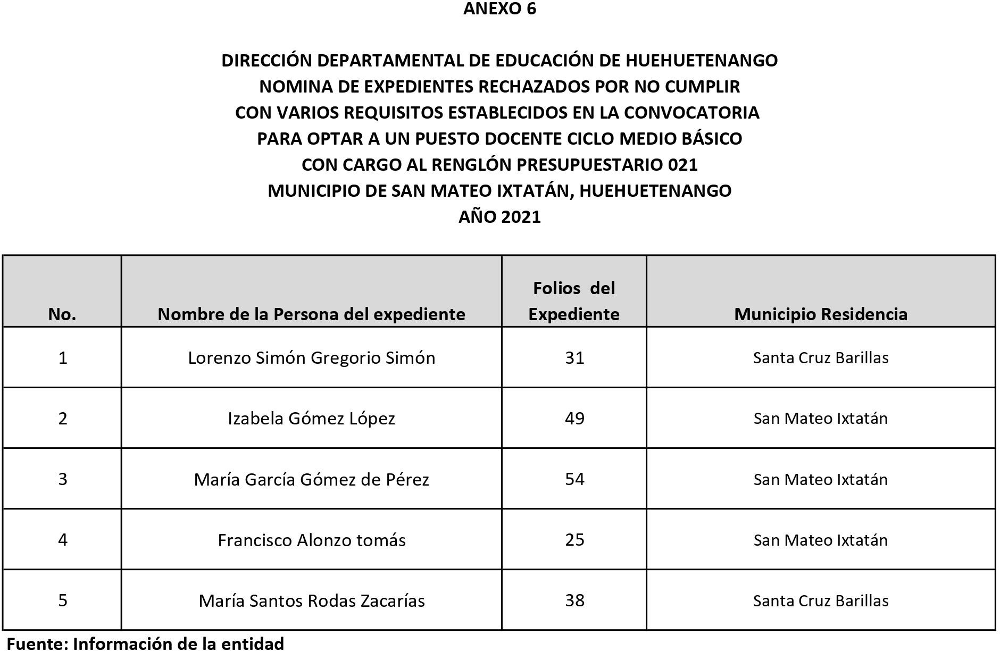 ANEXO 6
DIRECCIÓN DEPARTAMENTAL DE EDUCACIÓN DE HUEHUETENANGO
NOMINA DE EXPEDIENTES RECHAZADOS POR NO CUMPLIR
CON VARIOS REQUISITOS ESTABLECIDOS EN LA CONVOCATORIA
PARA OPTAR A UN PUESTO DOCENTE CICLO MEDIO BÁSICO
CON CARGO AL RENGLÓN PRESUPUESTARIO 021
MUNICIPIO DE SAN MATEO IXTATÁN, HUEHUETENANGO
AÑO 2021
No. Nombre de la Persona del expediente Folios del Expediente Municipio Residencia
1 Lorenzo Simón Gregorio Simón 31 Santa Cruz Barillas
2 Izabela Gómez López 49 San Mateo Ixtatán
3 María García Gómez de Pérez 54 San Mateo Ixtatán
4 Francisco Alonzo tomás 25 San Mateo Ixtatán
5 María Santos Rodas Zacarías 38 Santa Cruz Barillas
Fuente: Información de la entidad